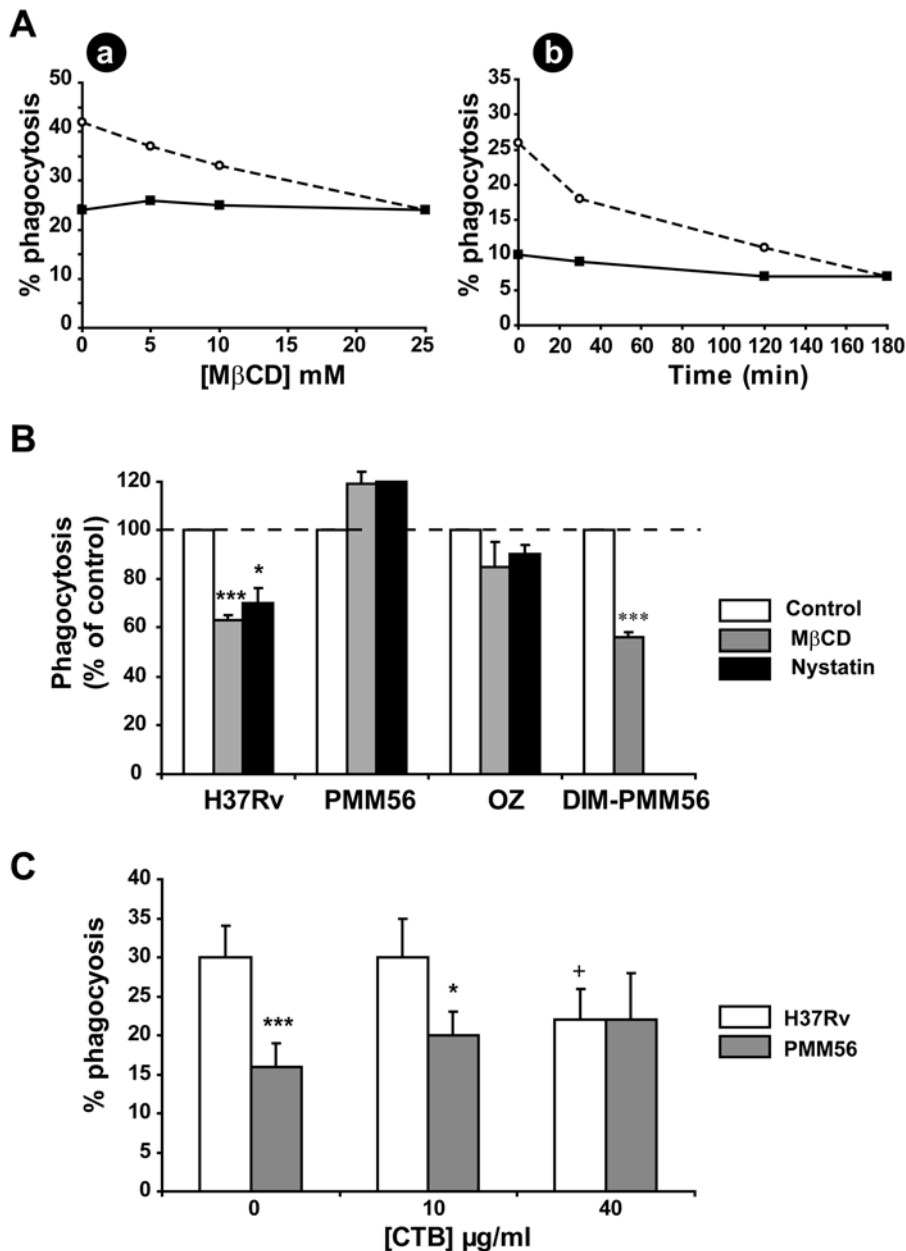 A
a
50
40
30
20
10
0
% phagocytosis
0 5 10 15 20 25
[MβCD] mM
b
35
30
25
20
15
10
5
0
% phagocytosis
0 20 40 60 80 100 120 140 160 180
Time (min)
B
120
100
80
60
40
20
0
Phagocytosis
(% of control)
*** *
***
H37Rv PMM56 OZ DIM-PMM56
Control
MβCD
Nystatin
C
40
35
30
25
20
15
10
5
0
% phagocyosis
***
*
+
0 10 40
[CTB] µg/ml
H37Rv
PMM56